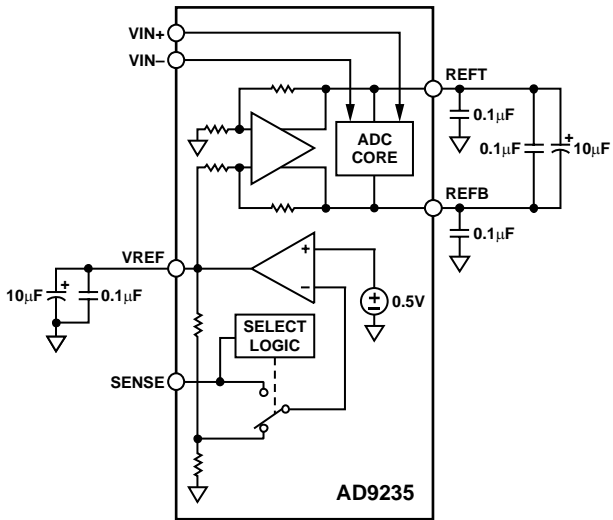 VIN+
VIN–
REFT
0.1µF
ADC
CORE
0.1µF
10µF
+
REFB
0.1µF
VREF
10µF
+
0.1µF
+
–
0.5V
+
–
SELECT
LOGIC
SENSE
AD9235